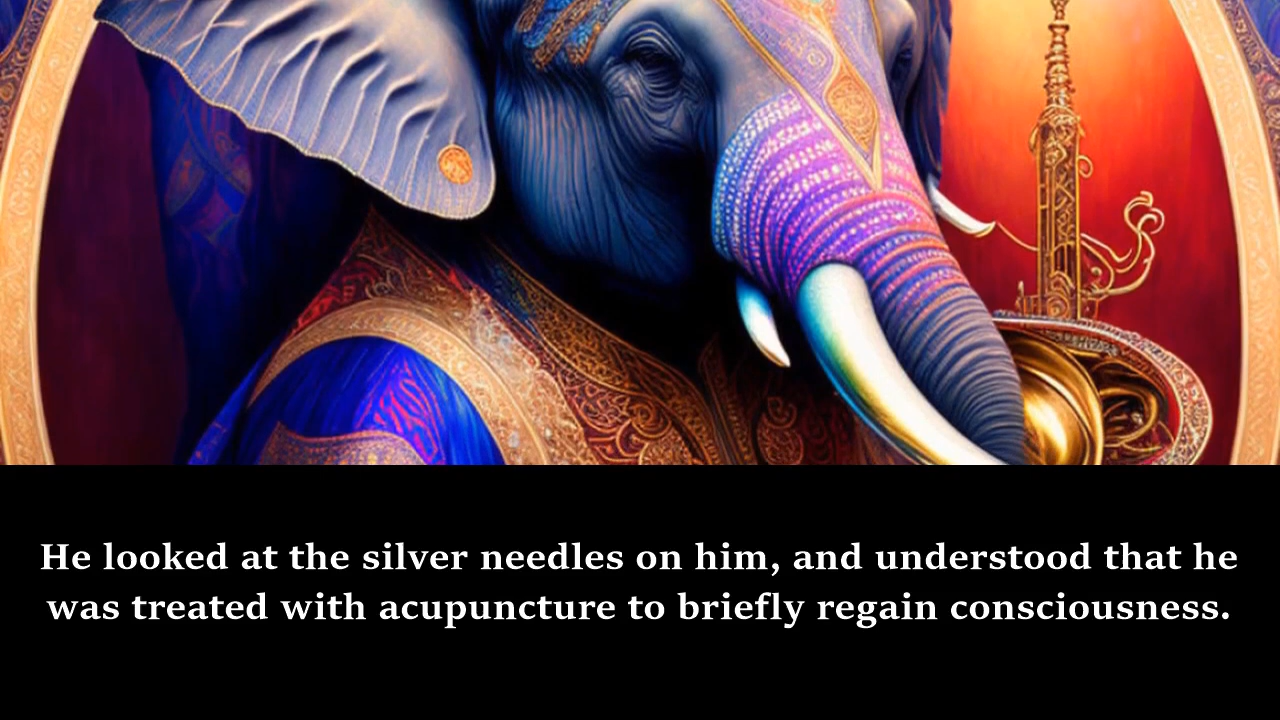 He looked at the silver needles on him, and understood that he
was treated with acupuncture to briefly regain consciousness.